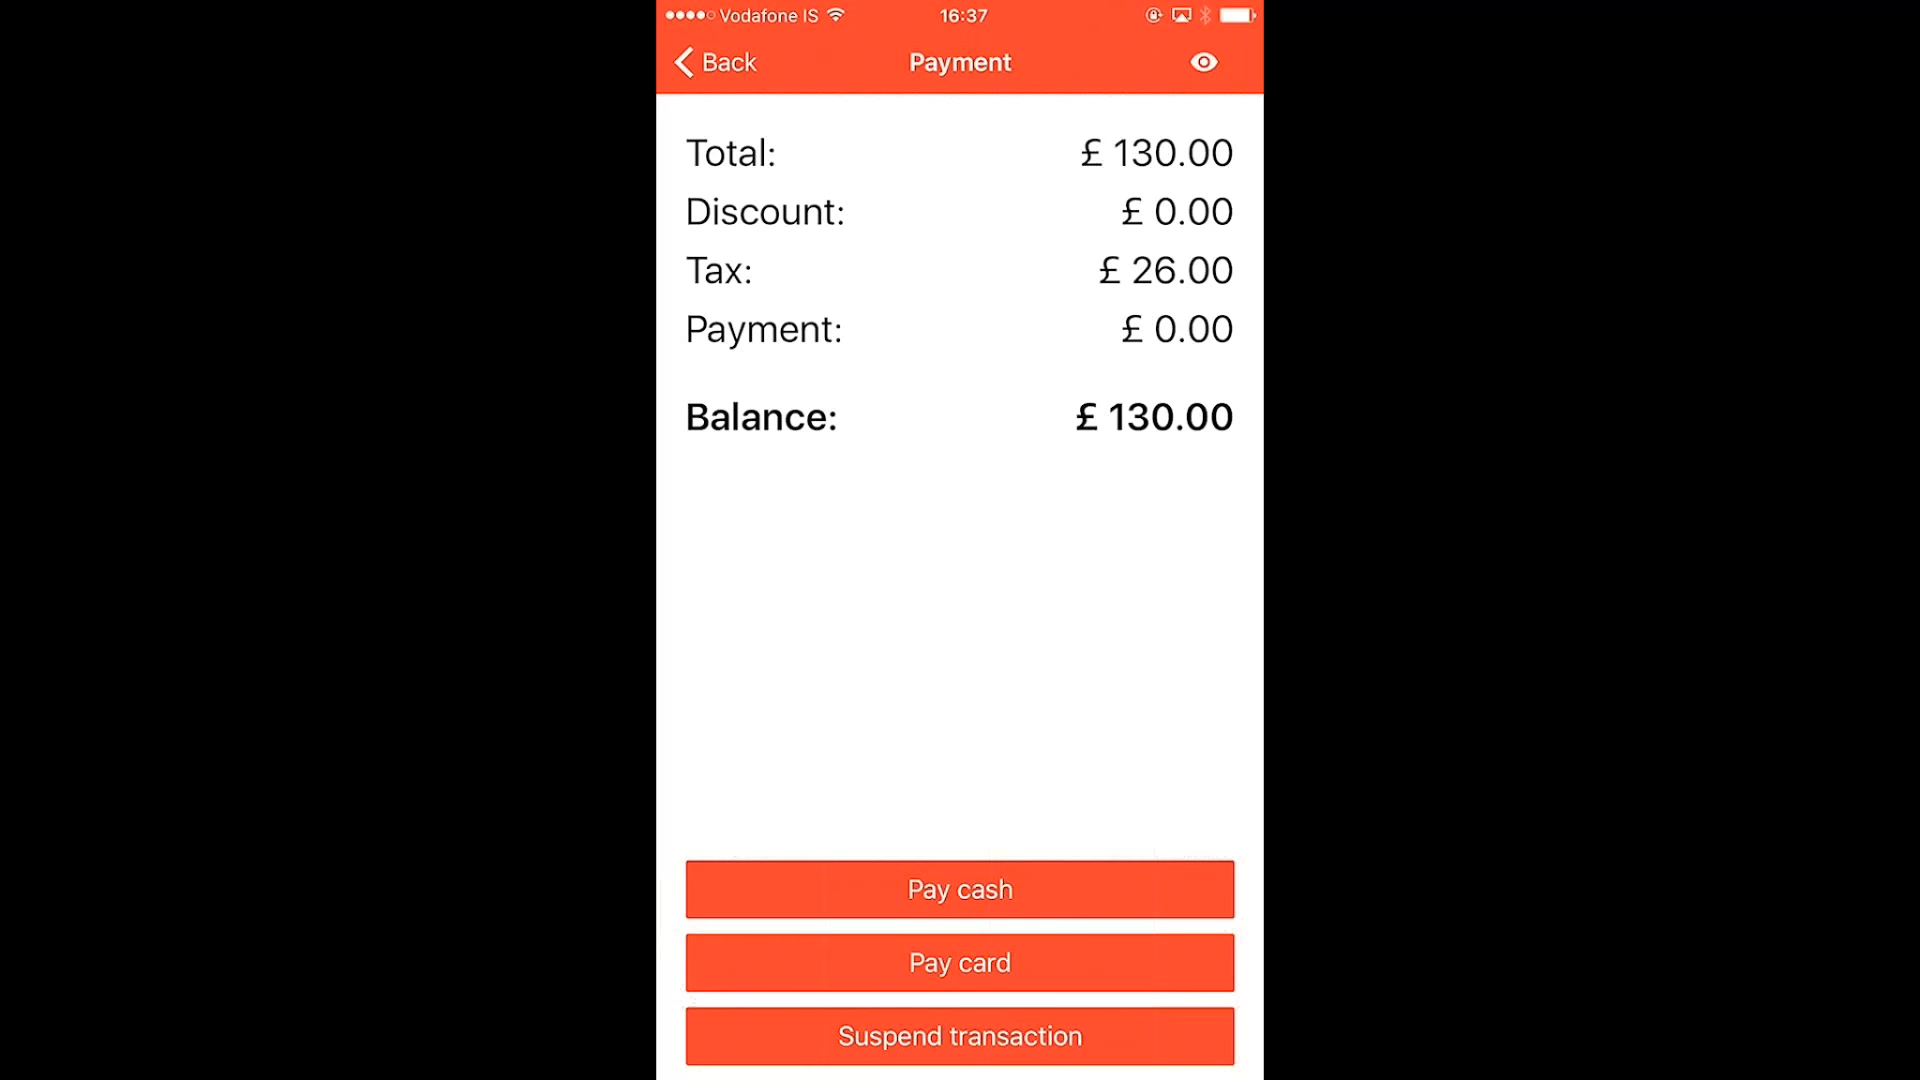 Vodafone IS 16:37
Back Payment
Total: £ 130.00
Discount: £ 0.00
Tax: £ 26.00
Payment: £ 0.00
Balance: £ 130.00
Pay cash
Pay card
Suspend transaction